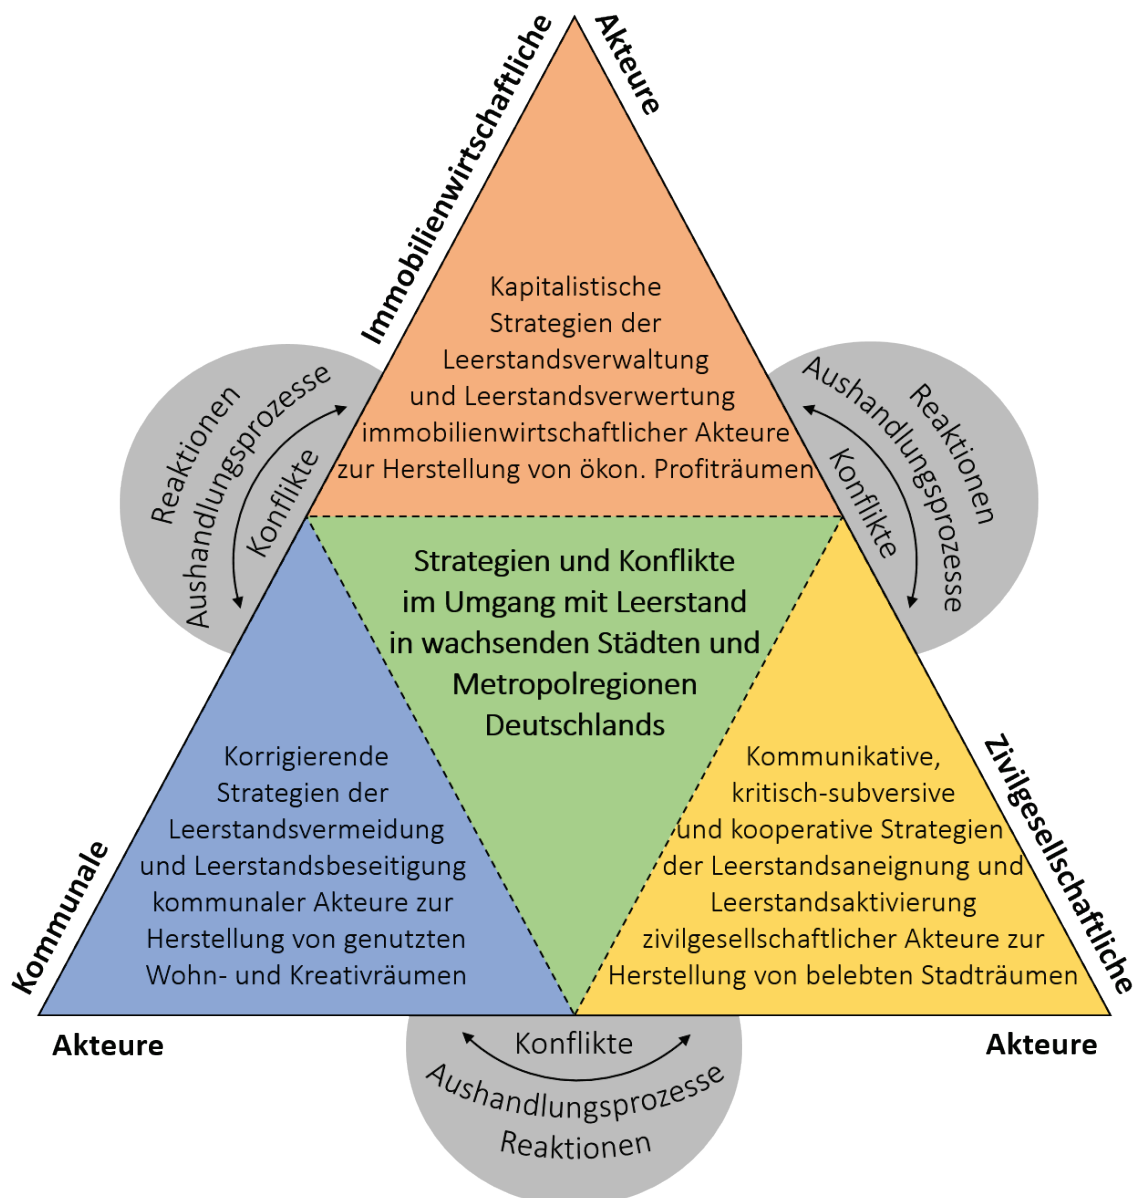 Immobilienwirtschaftliche
Akteure
Kapitalistische
Strategien der
Leerstandsverwaltung
und Leerstandsverwertung
immobilienwirtschaftlicher Akteure
zur Herstellung von ökon. Profiträumen
Reaktionen
Aushandlungsprozesse
Konflikte
Aushandlungsprozesse
Reaktionen
Konflikte
Strategien und Konflikte
im Umgang mit Leerstand
in wachsenden Städten und
Metropolregionen
Deutschlands
Korrigierende
Strategien der
Leerstandsvermeidung
und Leerstandsbeseitigung
kommunaler Akteure zur
Herstellung von genutzten
Wohn- und Kreativräumen
Kommunikative,
kritisch-subversive
und kooperative Strategien
der Leerstandsaneignung und
Leerstandsaktivierung
zivilgesellschaftlicher Akteure zur
Herstellung von belebten Stadträumen
Kommunale
Akteure
Zivilgesellschaftliche
Akteure
Konflikte
Aushandlungsprozesse
Reaktionen